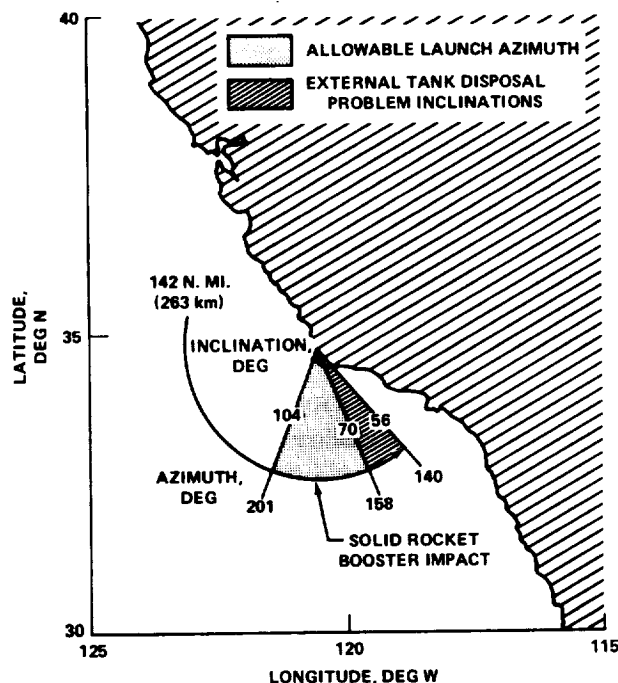 40
ALLOWABLE LAUNCH AZIMUTH
EXTERNAL TANK DISPOSAL
PROBLEM INCLINATIONS
142 N. MI.
(263 km)
LATITUDE,
DEG N
35
INCLINATION,
DEG
104
70
56
AZIMUTH,
DEG
201
158
140
SOLID ROCKET
BOOSTER IMPACT
30
125
120
115
LONGITUDE, DEG W